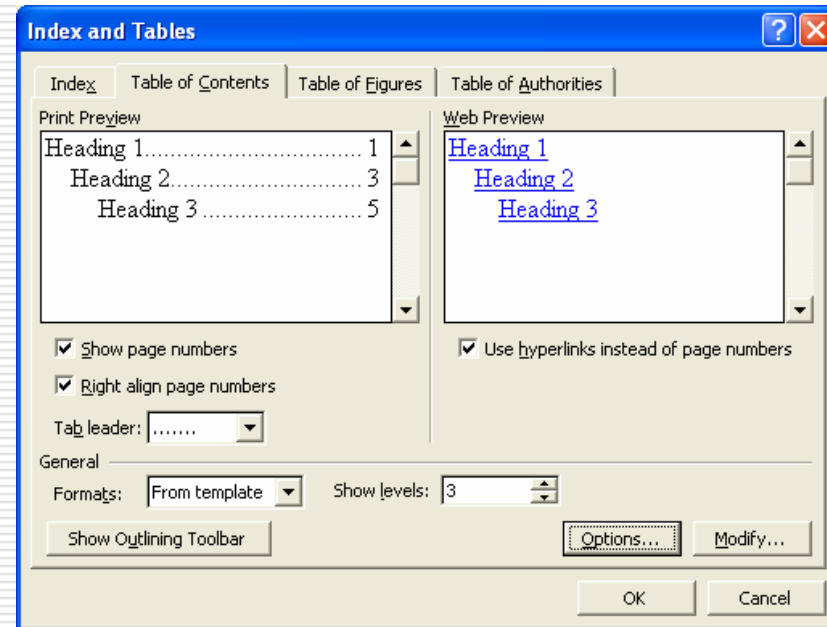 Index and Tables
Index Table of Contents Table of Figures Table of Authorities
Print Preview
Heading 1.................................. 1
Heading 2.............................. 3
Heading 3 ......................... 5
Web Preview
Heading 1
Heading 2
Heading 3
Show page numbers
Right align page numbers
Tab leader: .......
Use hyperlinks instead of page numbers
General
Formats: From template Show levels: 3
Show Outlining Toolbar Options... Modify...
OK Cancel